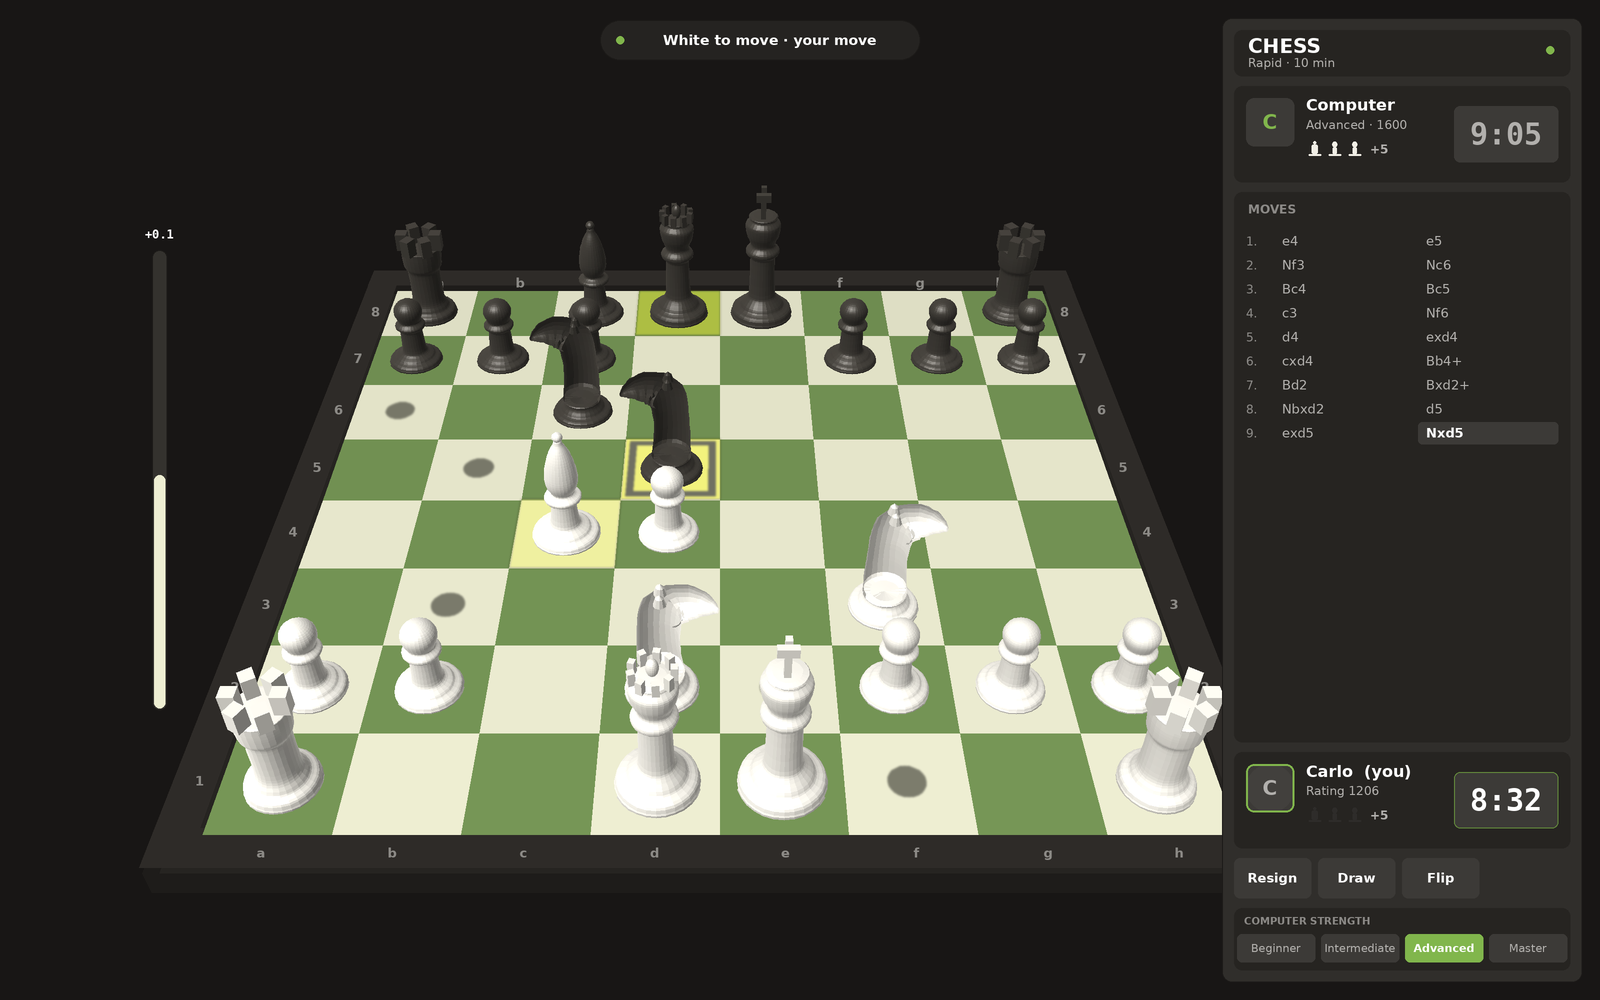 White to move · your move
CHESS
Rapid · 10 min
C
Computer
Advanced · 1600
+5
9:05
MOVES
1. e4 e5
2. Nf3 Nc6
3. Bc4 Bc5
4. c3 Nf6
5. d4 exd4
6. cxd4 Bb4+
7. Bd2 Bxd2+
8. Nbxd2 d5
9. exd5 Nxd5
+0.1
b f g
8 8
7 7
6 6
5 5
4 4
3 3
1
a b c d e f g h
C
Carlo (you)
Rating 1206
+5
8:32
Resign Draw Flip
COMPUTER STRENGTH
Beginner Intermediate Advanced Master